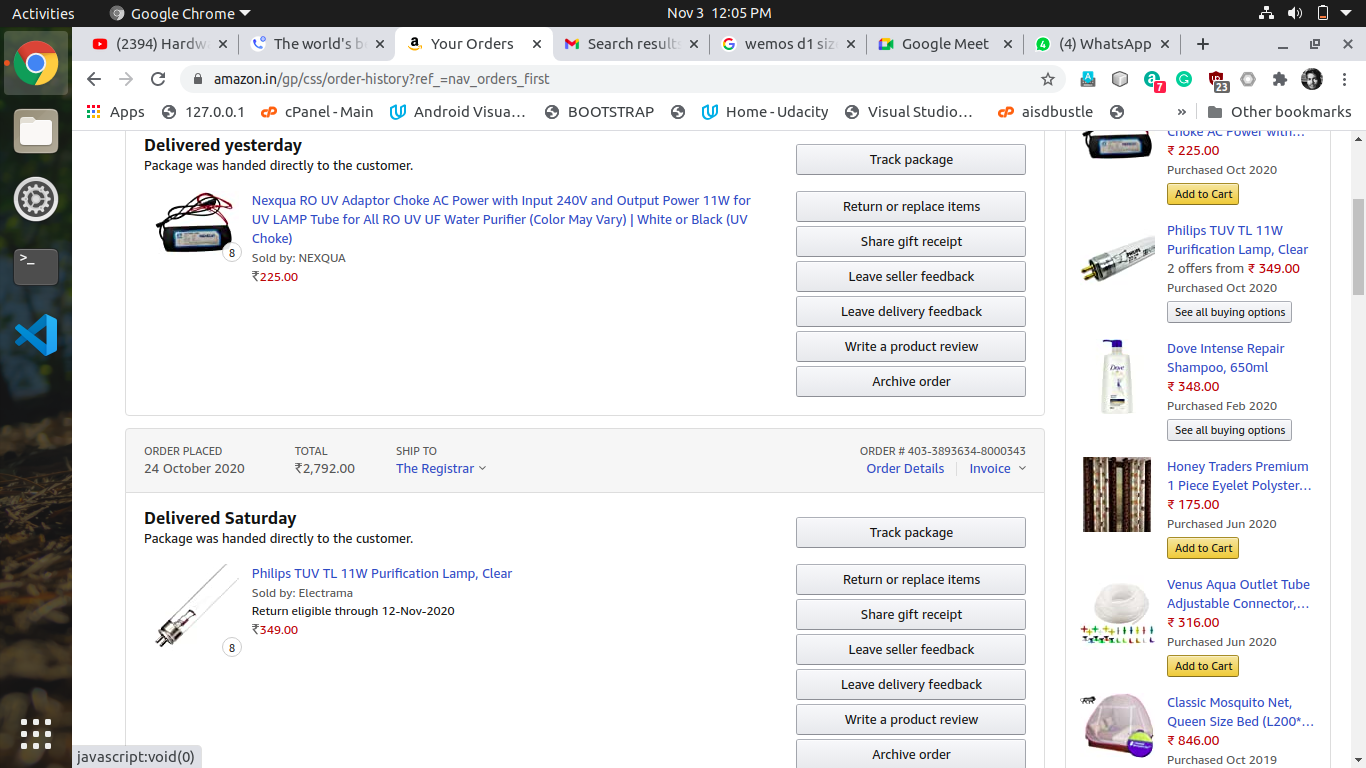 Activities
Google Chrome
Nov 3 12:05 PM
(2394) Hardw
The world's b
Your Orders
Search results
wemos d1 siz
Google Meet
(4) WhatsApp
amazon.in/gp/css/order-history?ref_=nav_orders_first
7
23
Apps
127.0.0.1
cPanel - Main
Android Visua...
BOOTSTRAP
Home - Udacity
Visual Studio...
aisdbustle
»
Other bookmarks
Delivered yesterday
Package was handed directly to the customer.
Nexqua RO UV Adaptor Choke AC Power with Input 240V and Output Power 11W for
UV LAMP Tube for All RO UV UF Water Purifier (Color May Vary) | White or Black (UV
Choke)
8
Sold by: NEXQUA
₹225.00
Track package
Return or replace items
Share gift receipt
Leave seller feedback
Leave delivery feedback
Write a product review
Archive order
ORDER PLACED
24 October 2020
TOTAL
₹2,792.00
SHIP TO
The Registrar
ORDER # 403-3893634-8000343
Order Details
Invoice
Delivered Saturday
Package was handed directly to the customer.
Philips TUV TL 11W Purification Lamp, Clear
Sold by: Electrama
Return eligible through 12-Nov-2020
₹349.00
8
Track package
Return or replace items
Share gift receipt
Leave seller feedback
Leave delivery feedback
Write a product review
Archive order
Choke AC Power with...
₹ 225.00
Purchased Oct 2020
Add to Cart
Philips TUV TL 11W
Purification Lamp, Clear
2 offers from ₹ 349.00
Purchased Oct 2020
See all buying options
Dove
Dove Intense Repair
Shampoo, 650ml
₹ 348.00
Purchased Feb 2020
See all buying options
Honey Traders Premium
1 Piece Eyelet Polyster...
₹ 175.00
Purchased Jun 2020
Add to Cart
Venus Aqua Outlet Tube
Adjustable Connector,...
₹ 316.00
Purchased Jun 2020
Add to Cart
Classic Mosquito Net,
Queen Size Bed (L200*...
₹ 846.00
Purchased Oct 2019
javascript:void(0)